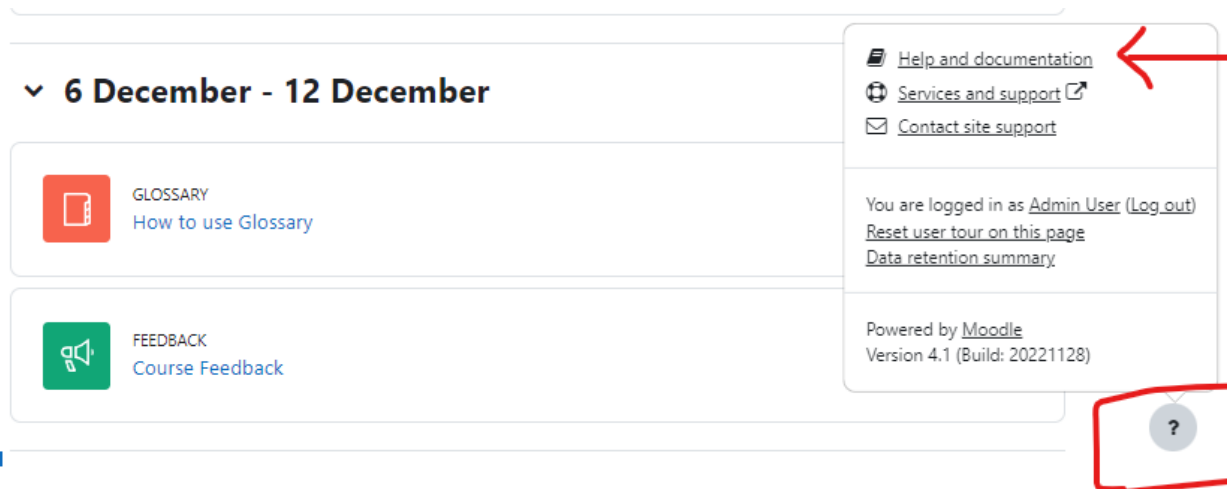 6 December - 12 December
GLOSSARY
How to use Glossary
FEEDBACK
Course Feedback
Help and documentation
Services and support
Contact site support
You are logged in as Admin User (Log out)
Reset user tour on this page
Data retention summary
Powered by Moodle
Version 4.1 (Build: 20221128)
?